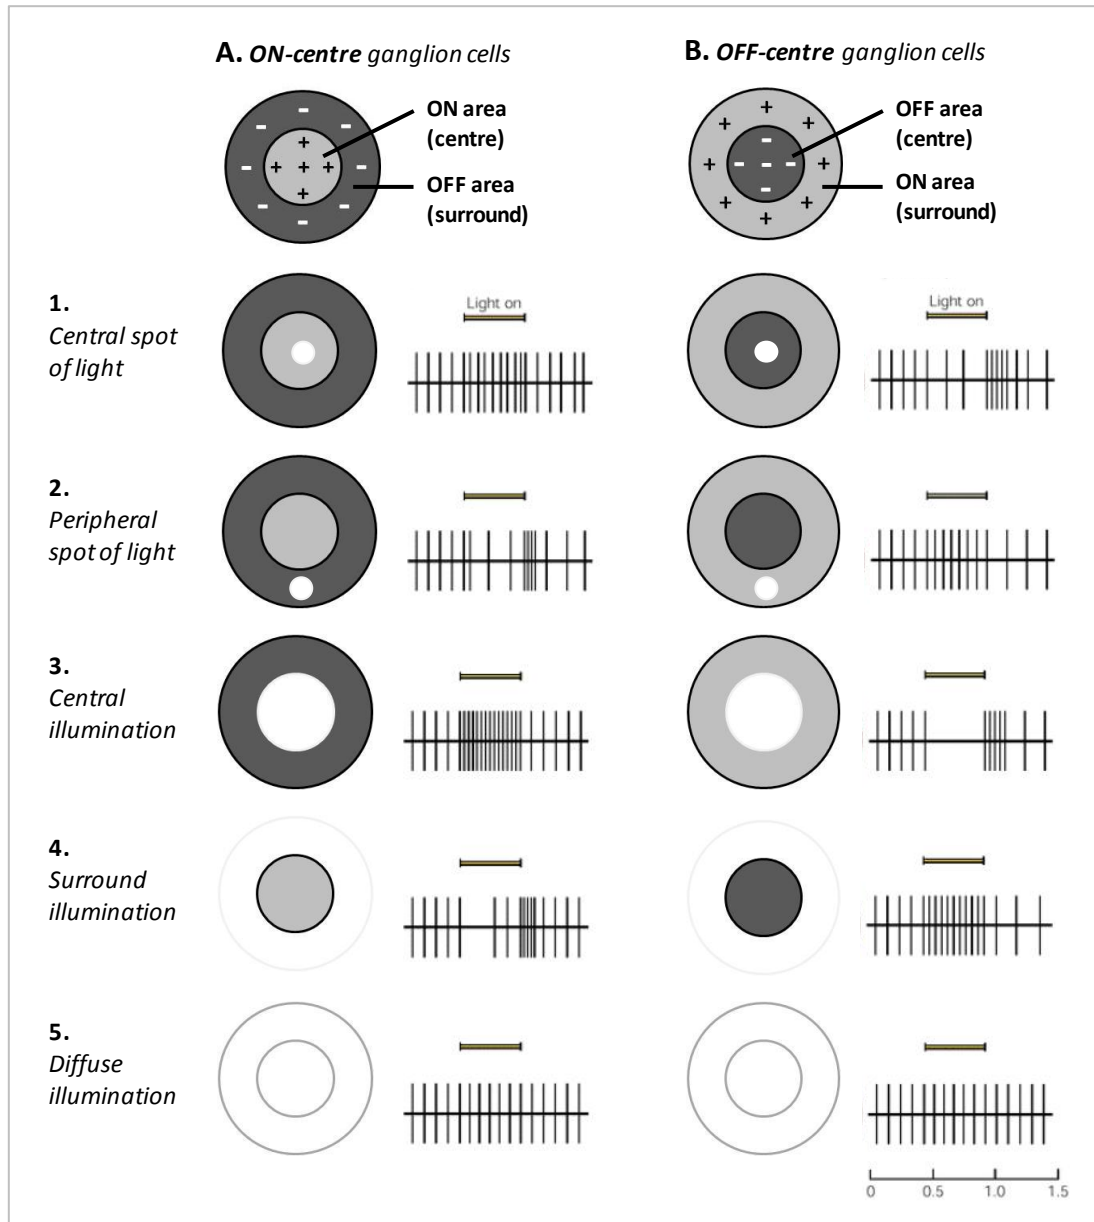 A. ON-centre ganglion cells
B. OFF-centre ganglion cells
ON area
(centre)
OFF area
(surround)
OFF area
(centre)
ON area
(surround)
1.
Central spot
of light
Light on
Light on
2.
Peripheral
spot of light
3.
Central
illumination
4.
Surround
illumination
5.
Diffuse
illumination
0 0.5 1.0 1.5